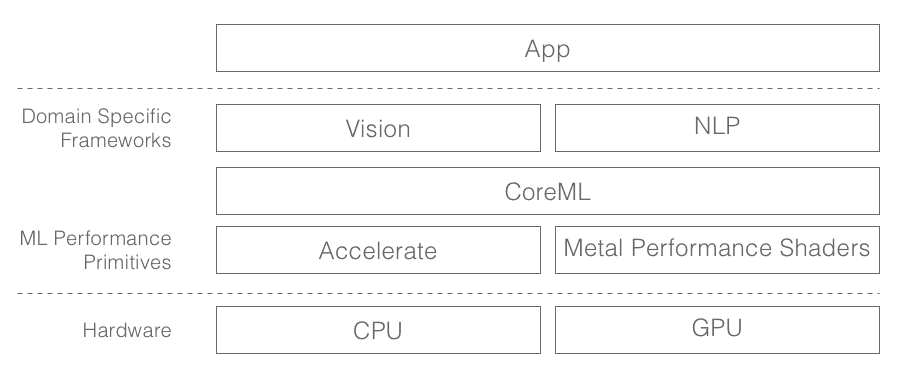 App
Domain Specific
Frameworks
Vision
NLP
CoreML
ML Performance
Primitives
Accelerate
Metal Performance Shaders
Hardware
CPU
GPU